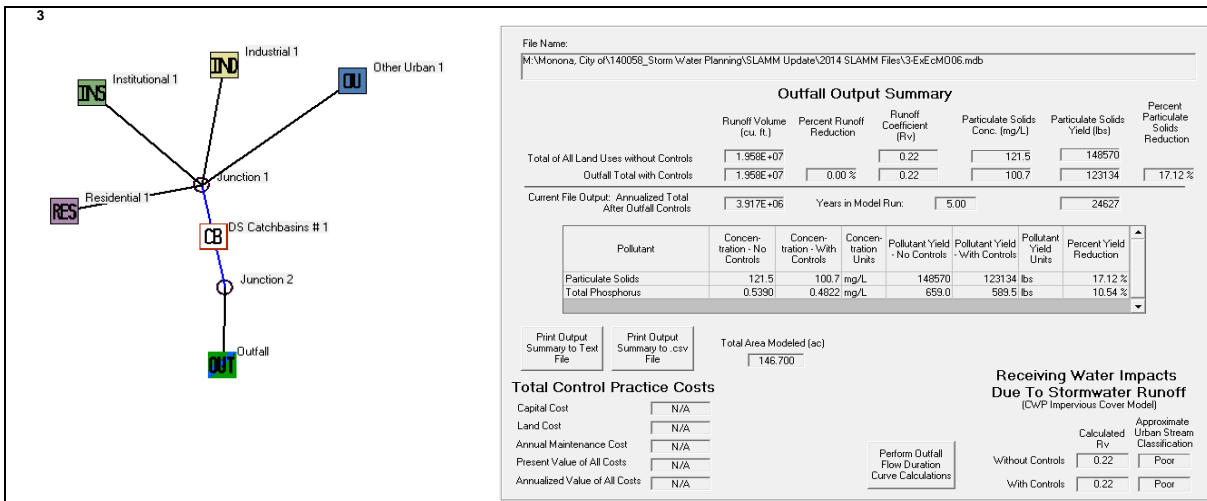 3
Industrial 1
IND
Other Urban 1
OU
Institutional 1
INS
Junction 1
Residential 1
RES
DS Catchbasins # 1
CB
Junction 2
Outfall
OUT
File Name:
M:\Monona, City of\140058_Storm Water Planning\SLAMM Update\2014 SLAMM Files\3-ExEcMO06.mdb
Outfall Output Summary
Runoff Volume (cu. ft.) Percent Runoff Reduction Runoff Coefficient (Rv) Particulate Solids Conc. (mg/L) Particulate Solids Yield (lbs) Percent Particulate Solids Reduction
Total of All Land Uses without Controls 1.958E+07 0.22 121.5 148570
Outfall Total with Controls 1.958E+07 0.00 % 0.22 100.7 123134 17.12 %
Current File Output: Annualized Total After Outfall Controls 3.917E+06 Years in Model Run: 5.00 24627
Pollutant Concen-tration - No Controls Concen-tration - With Controls Concen-tration Units Pollutant Yield - No Controls Pollutant Yield - With Controls Pollutant Yield Units Percent Yield Reduction
Particulate Solids 121.5 100.7 mg/L 148570 123134 lbs 17.12 %
Total Phosphorus 0.5390 0.4822 mg/L 659.0 589.5 lbs 10.54 %
Print Output Summary to Text File
Print Output Summary to .csv File
Total Area Modeled (ac)
146.700
Total Control Practice Costs
Capital Cost N/A
Land Cost N/A
Annual Maintenance Cost N/A
Present Value of All Costs N/A
Annualized Value of All Costs N/A
Perform Outfall Flow Duration Curve Calculations
Receiving Water Impacts
Due To Stormwater Runoff
(CWP Impervious Cover Model)
Calculated Rv Approximate Urban Stream Classification
Without Controls 0.22 Poor
With Controls 0.22 Poor